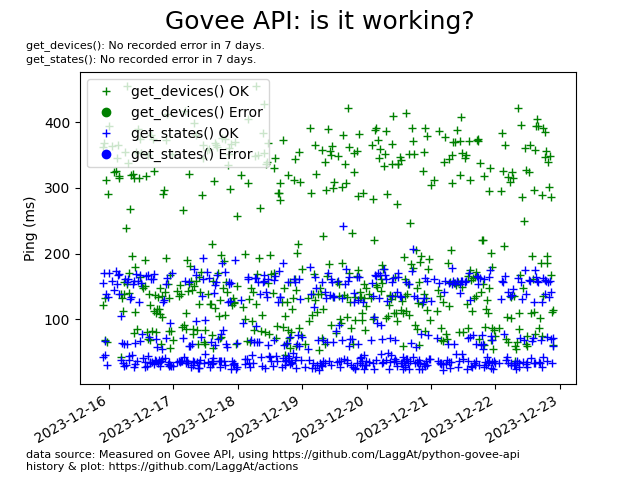 Govee API: is it working?
get_devices(): No recorded error in 7 days.
get_states(): No recorded error in 7 days.
get_devices() OK
get_devices() Error
get_states() OK
get_states() Error
Ping (ms)
400
300
200
100
2023-12-16
2023-12-17
2023-12-18
2023-12-19
2023-12-20
2023-12-21
2023-12-22
2023-12-23
data source: Measured on Govee API, using https://github.com/LaggAt/python-govee-api
history & plot: https://github.com/LaggAt/actions